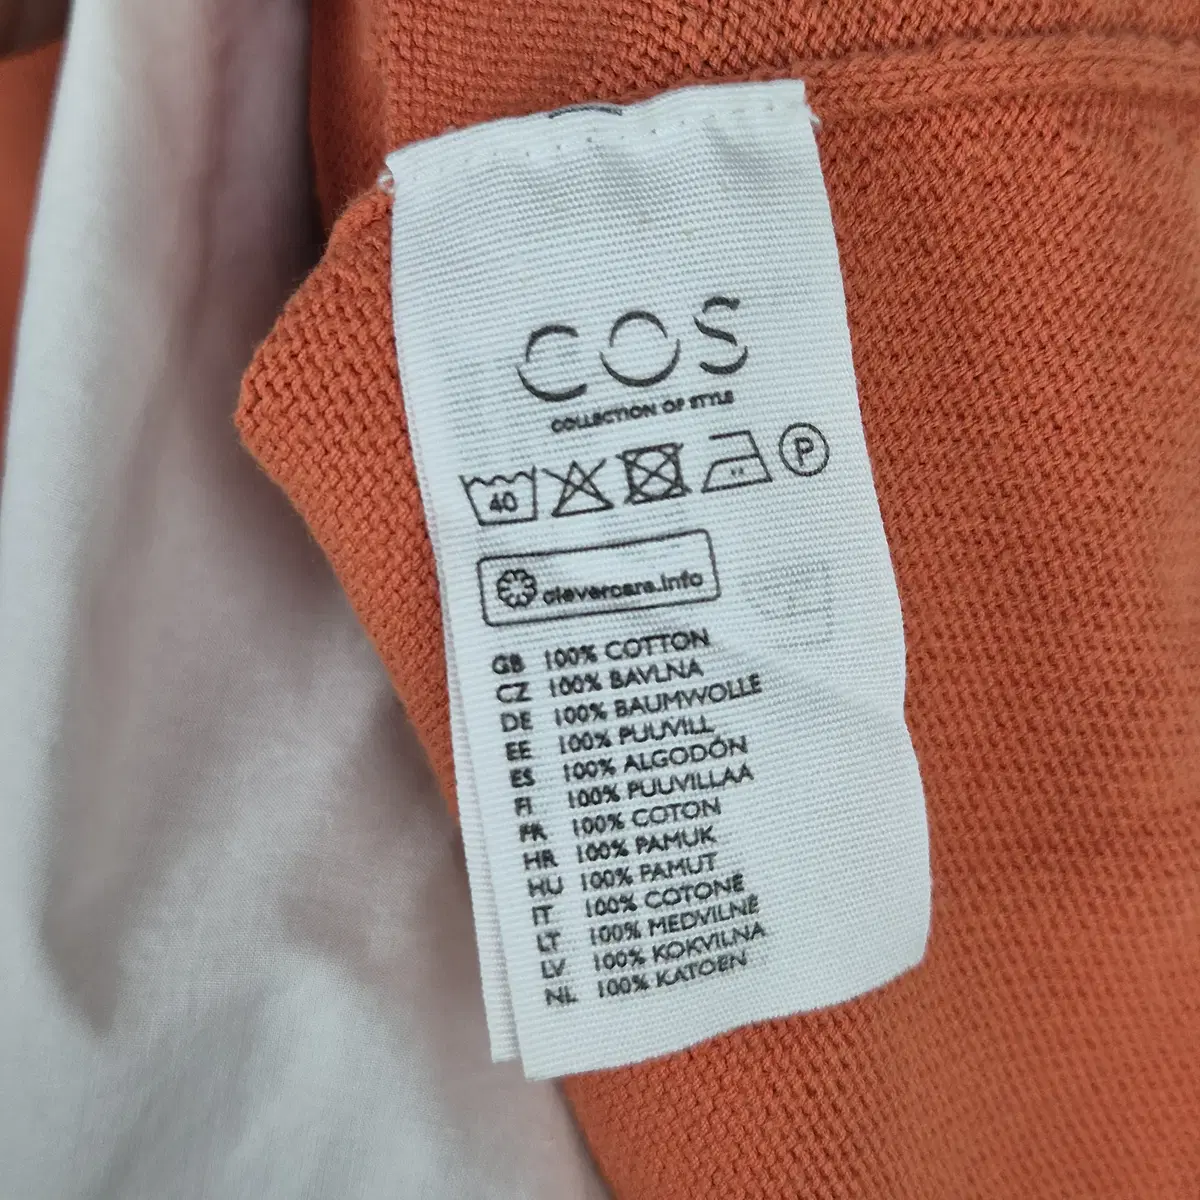 COS
COLLECTION OF STYLE
40
P
clevercare.info
GB 100% COTTON
CZ 100% BAVLNA
DE 100% BAUMWOLLE
EE 100% PUUVILL
ES 100% ALGODÓN
FI 100% PUUVILLAA
FR 100% COTON
HR 100% PAMUK
HU 100% PAMUT
IT 100% COTONE
LT 100% MEDVILNĖ
LV 100% KOKVILNA
NL 100% KATOEN